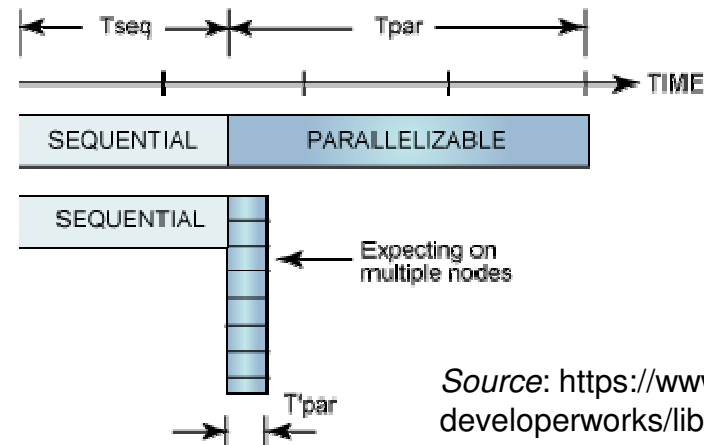 Tseq
Tpar
TIME
SEQUENTIAL
PARALLELIZABLE
SEQUENTIAL
Expecting on
multiple nodes
T'par
Source: https://www
developerworks/lib